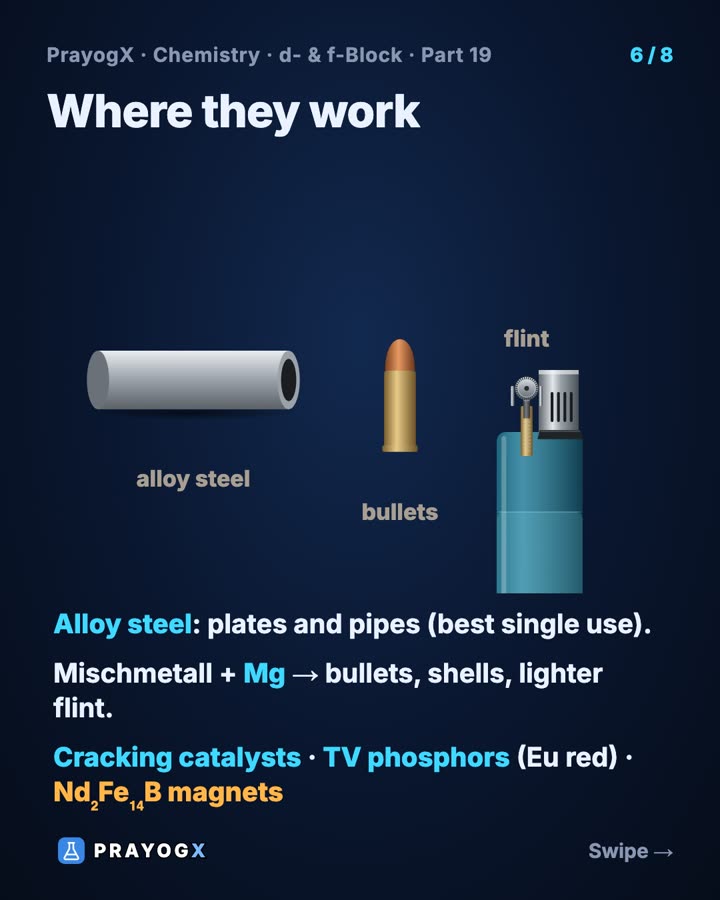 PrayogX · Chemistry · d- & f-Block · Part 19
6 / 8
Where they work
flint
alloy steel
bullets
Alloy steel: plates and pipes (best single use).
Mischmetall + Mg → bullets, shells, lighter
flint.
Cracking catalysts · TV phosphors (Eu red) ·
Nd₂Fe₁₄B magnets
PRAYOGX
Swipe →